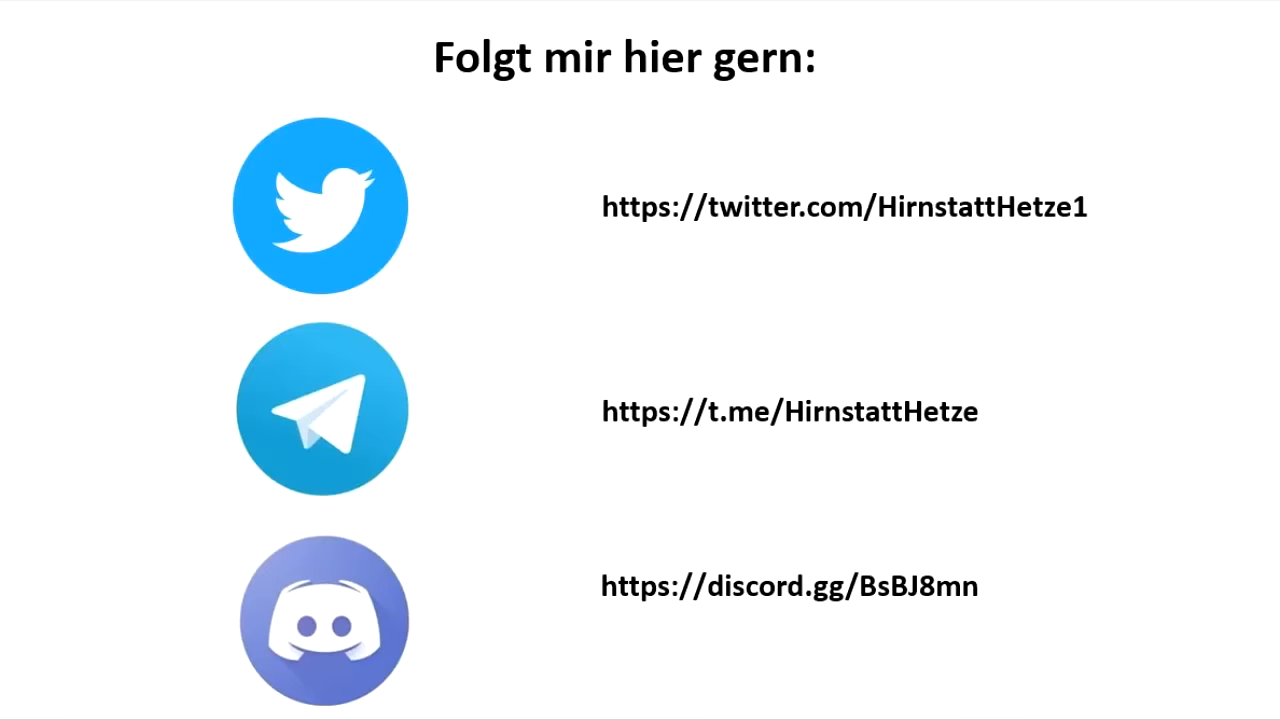 Folgt mir hier gern:
https://twitter.com/HirnstattHetze1
https://t.me/HirnstattHetze
https://discord.gg/BsBJ8mn